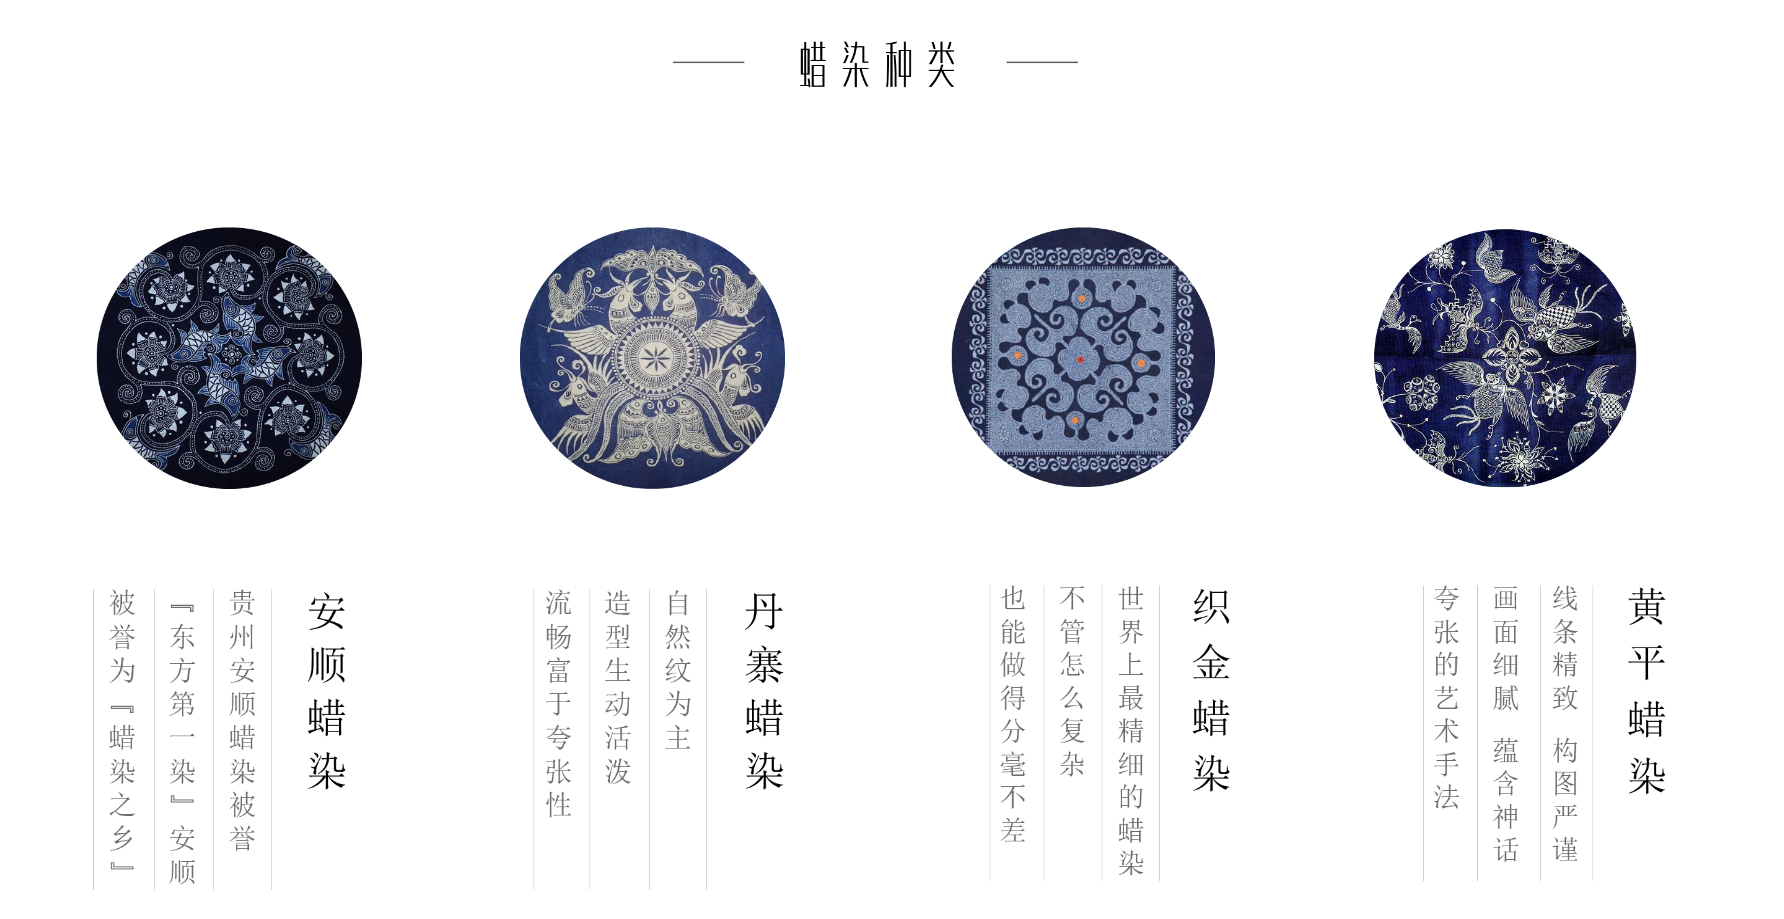 蜡染种类
安顺蜡染
贵州安顺蜡染被誉
『东方第一染』安顺
被誉为『蜡染之乡』
丹寨蜡染
自然纹为主
造型生动活泼
流畅富于夸张性
织金蜡染
世界上最精细的蜡染
不管怎么复杂
也能做得分毫不差
黄平蜡染
线条精致 构图严谨
画面细腻 蕴含神话
夸张的艺术手法